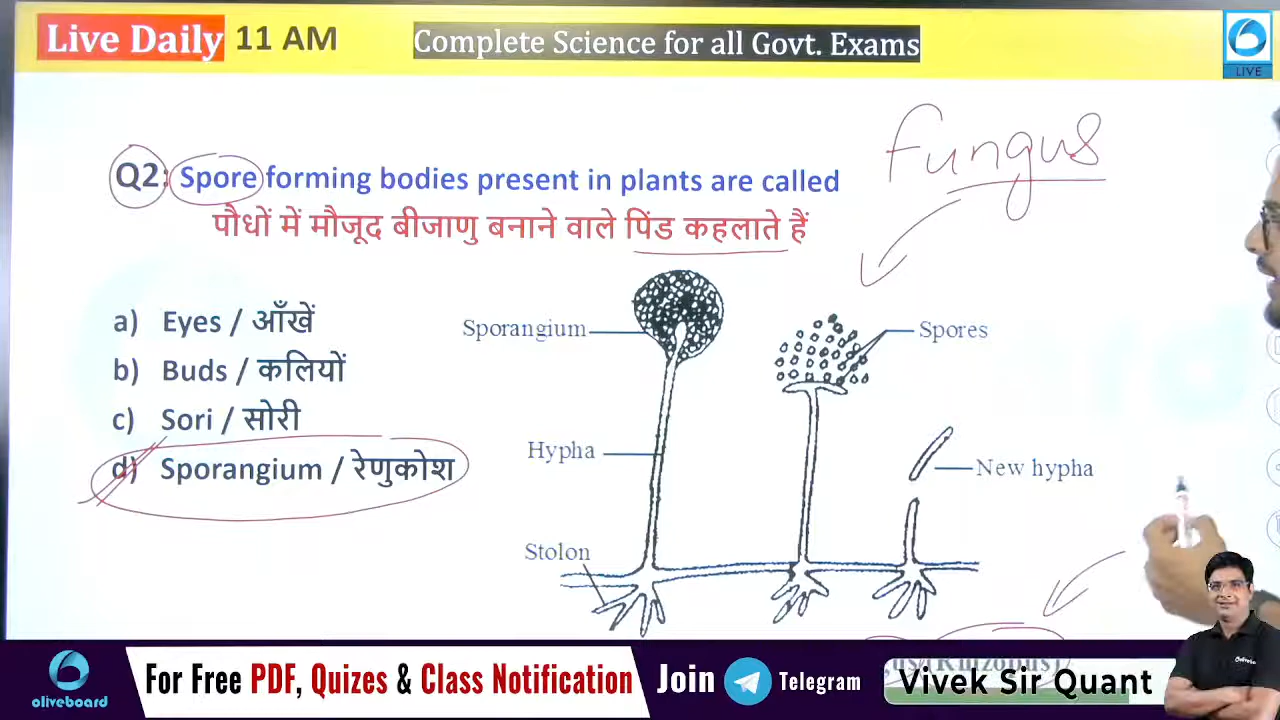 Live Daily 11 AM
Complete Science for all Govt. Exams
LIVE
fungus
Q2: Spore forming bodies present in plants are called
पौधों में मौजूद बीजाणु बनाने वाले पिंड कहलाते हैं
a) Eyes / आँखें
b) Buds / कलियों
c) Sori / सोरी
d) Sporangium / रेणुकोश
Sporangium
Spores
Hypha
New hypha
Stolon
oliveboard
For Free PDF, Quizes & Class Notification
Join Telegram
Vivek Sir Quant